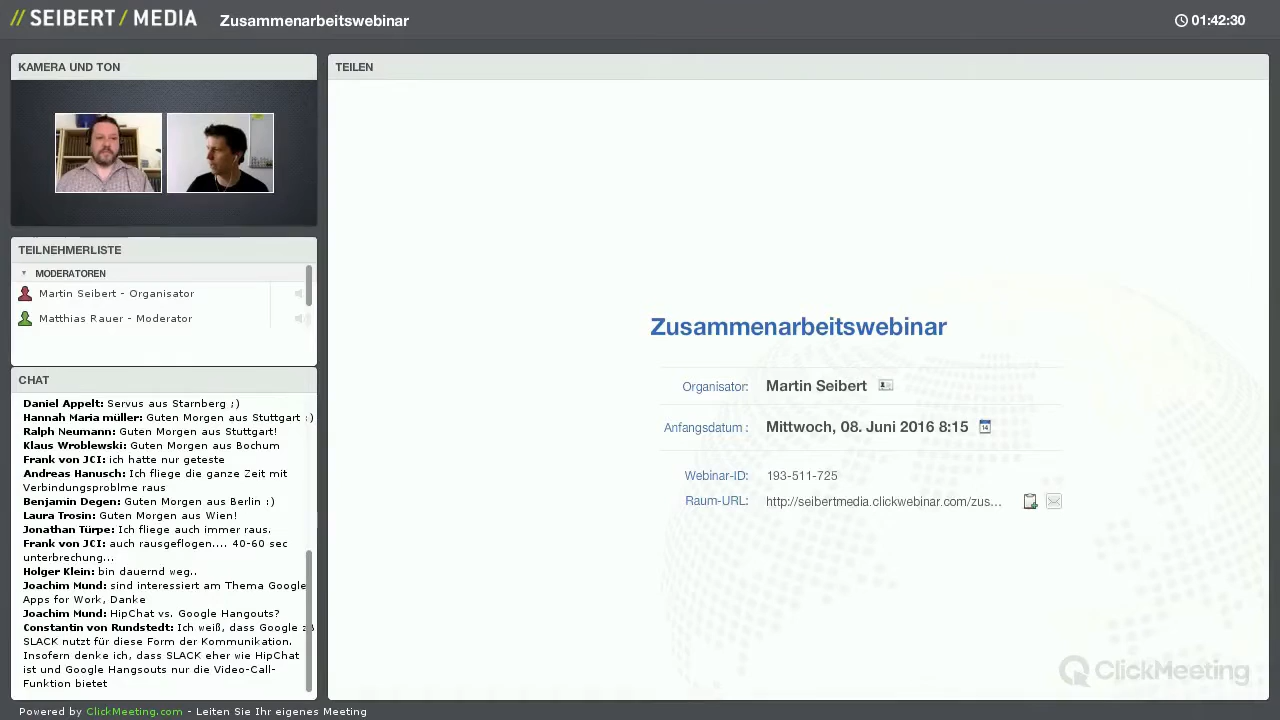 // SEIBERT / MEDIA
Zusammenarbeitswebinar
01:42:30
KAMERA UND TON
TEILNEHMERLISTE
MODERATOREN
Martin Seibert - Organisator
Matthias Rauer - Moderator
CHAT
Daniel Appelt: Servus aus Starnberg ;)
Hannah Maria müller: Guten Morgen aus Stuttgart :)
Ralph Neumann: Guten Morgen aus Stuttgart!
Klaus Wroblewski: Guten Morgen aus Bochum
Frank von JCI: ich hatte nur geteste
Andreas Hanusch: Ich fliege die ganze Zeit mit
Verbindungsproblme raus
Benjamin Degen: Guten Morgen aus Berlin :)
Laura Trosin: Guten Morgen aus Wien!
Jonathan Türpe: Ich fliege auch immer raus.
Frank von JCI: auch rausgeflogen.... 40-60 sec
unterbrechung...
Holger Klein: bin dauernd weg..
Joachim Mund: sind interessiert am Thema Google
Apps for Work, Danke
Joachim Mund: HipChat vs. Google Hangouts?
Constantin von Rundstedt: Ich weiß, dass Google zB
SLACK nutzt für diese Form der Kommunikation.
Insofern denke ich, dass SLACK eher wie HipChat
ist und Google Hangsouts nur die Video-Call-
Funktion bietet
TEILEN
Zusammenarbeitswebinar
Organisator: Martin Seibert
Anfangsdatum : Mittwoch, 08. Juni 2016 8:15
14
Webinar-ID: 193-511-725
Raum-URL: http://seibertmedia.clickwebinar.com/zus...
ClickMeeting
Powered by ClickMeeting.com - Leiten Sie Ihr eigenes Meeting